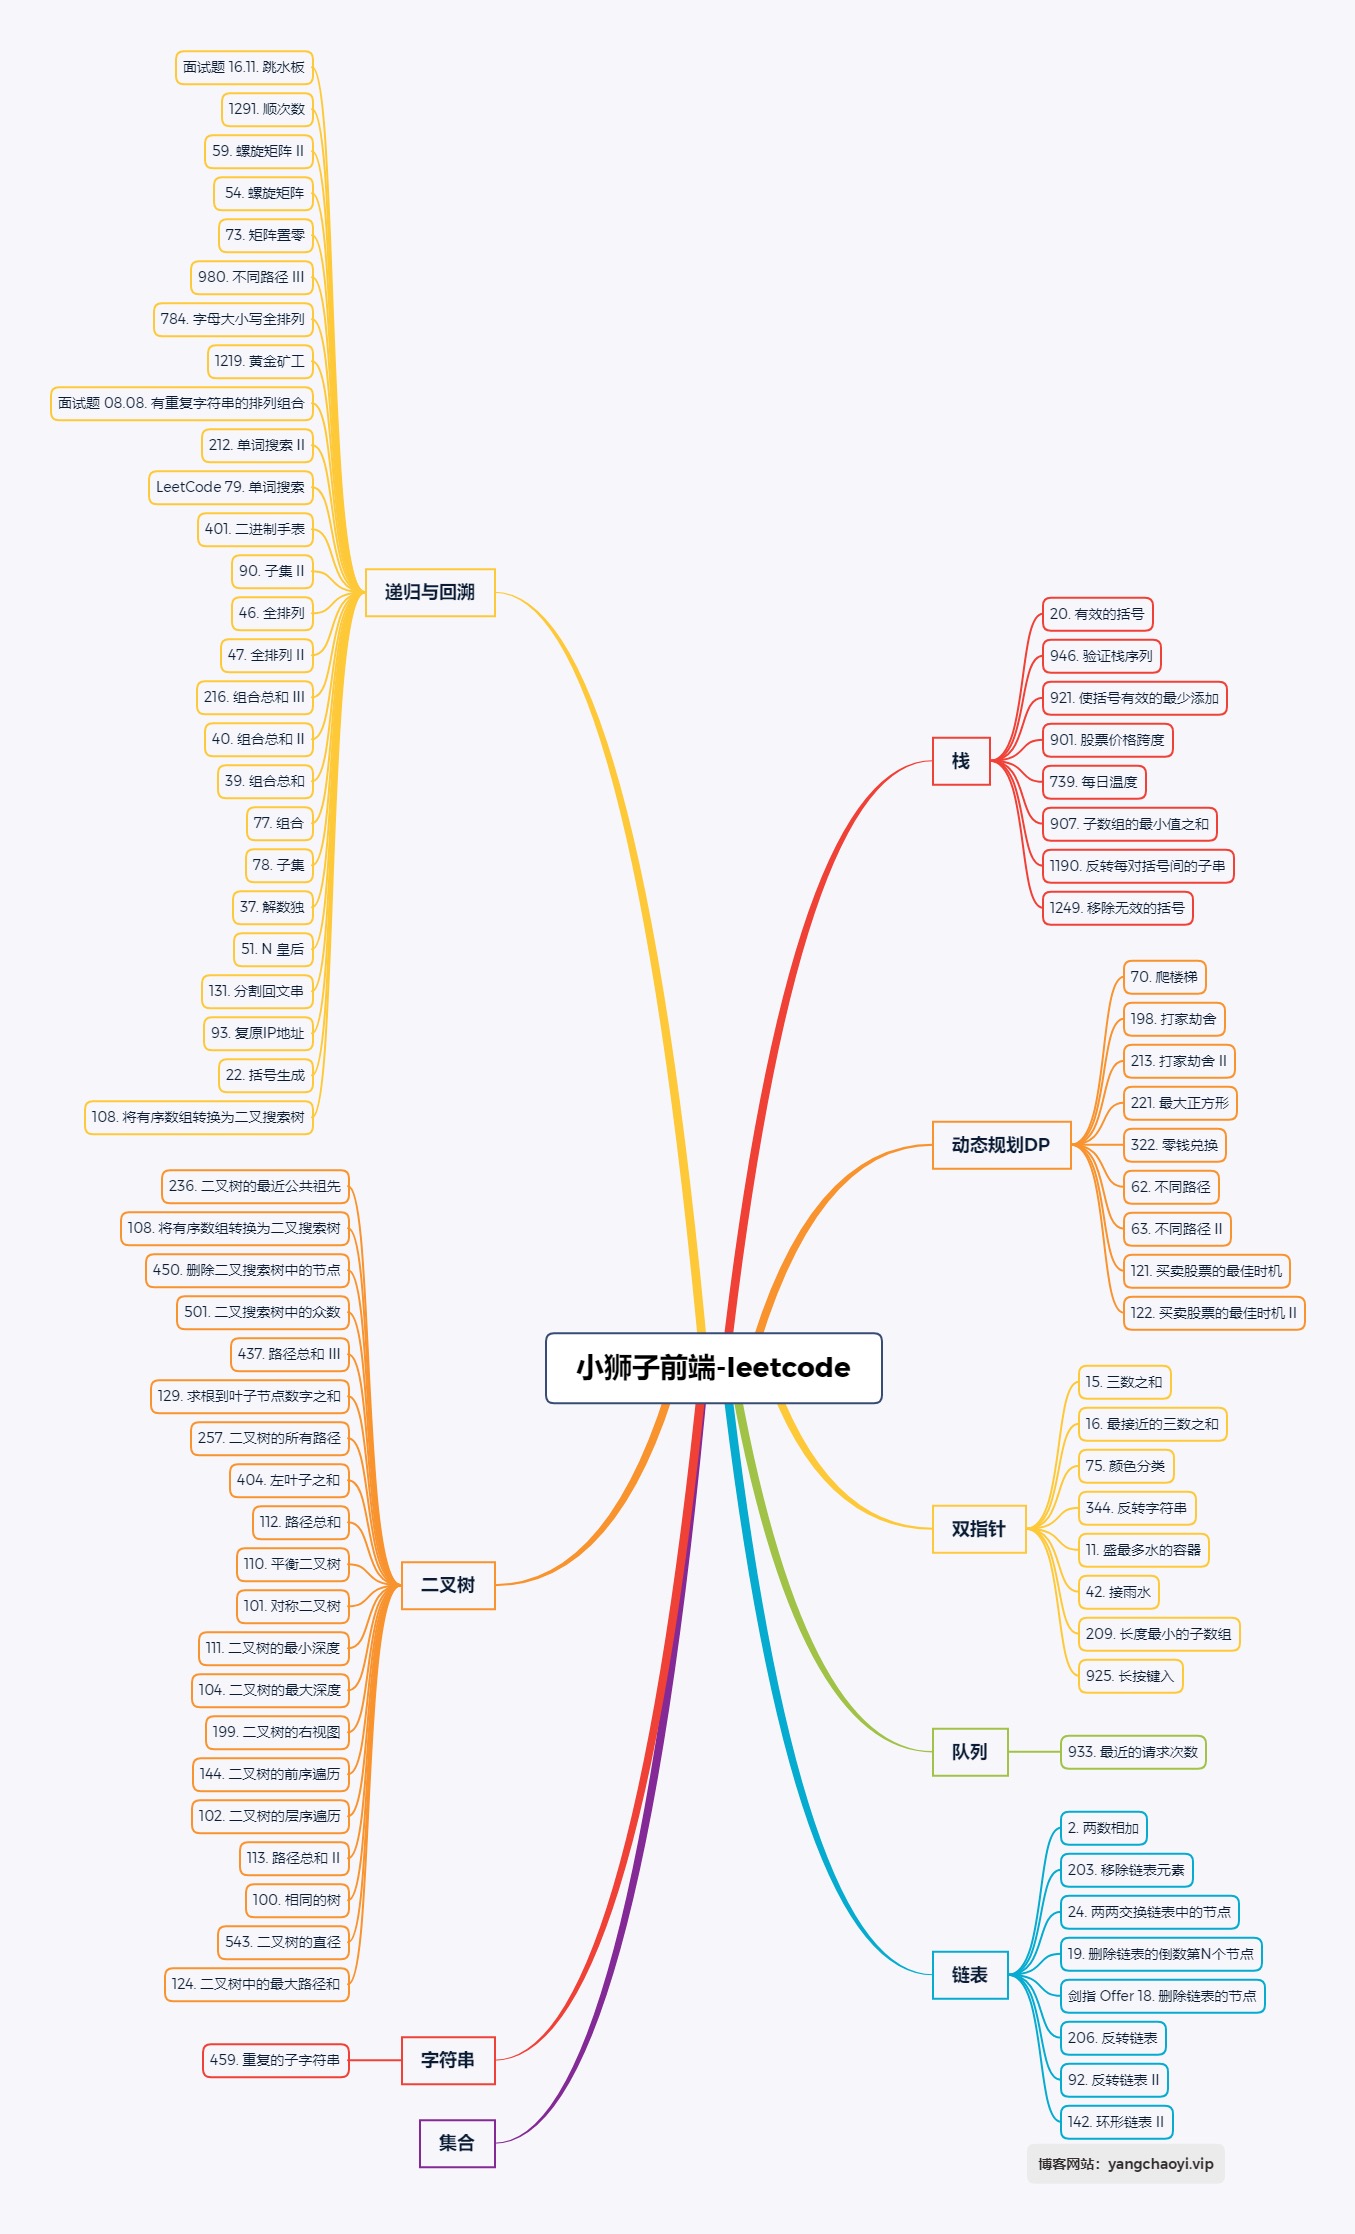 小狮子前端-leetcode
栈
20. 有效的括号
946. 验证栈序列
921. 使括号有效的最少添加
901. 股票价格跨度
739. 每日温度
907. 子数组的最小值之和
1190. 反转每对括号间的子串
1249. 移除无效的括号
动态规划DP
70. 爬楼梯
198. 打家劫舍
213. 打家劫舍 II
221. 最大正方形
322. 零钱兑换
62. 不同路径
63. 不同路径 II
121. 买卖股票的最佳时机
122. 买卖股票的最佳时机 II
双指针
15. 三数之和
16. 最接近的三数之和
75. 颜色分类
344. 反转字符串
11. 盛最多水的容器
42. 接雨水
209. 长度最小的子数组
925. 长按键入
队列
933. 最近的请求次数
链表
2. 两数相加
203. 移除链表元素
24. 两两交换链表中的节点
19. 删除链表的倒数第N个节点
剑指 Offer 18. 删除链表的节点
206. 反转链表
92. 反转链表 II
142. 环形链表 II
递归与回溯
面试题 16.11. 跳水板
1291. 顺次数
59. 螺旋矩阵 II
54. 螺旋矩阵
73. 矩阵置零
980. 不同路径 III
784. 字母大小写全排列
1219. 黄金矿工
面试题 08.08. 有重复字符串的排列组合
212. 单词搜索 II
LeetCode 79. 单词搜索
401. 二进制手表
90. 子集 II
46. 全排列
47. 全排列 II
216. 组合总和 III
40. 组合总和 II
39. 组合总和
77. 组合
78. 子集
37. 解数独
51. N 皇后
131. 分割回文串
93. 复原IP地址
22. 括号生成
108. 将有序数组转换为二叉搜索树
二叉树
236. 二叉树的最近公共祖先
108. 将有序数组转换为二叉搜索树
450. 删除二叉搜索树中的节点
501. 二叉搜索树中的众数
437. 路径总和 III
129. 求根到叶子节点数字之和
257. 二叉树的所有路径
404. 左叶子之和
112. 路径总和
110. 平衡二叉树
101. 对称二叉树
111. 二叉树的最小深度
104. 二叉树的最大深度
199. 二叉树的右视图
144. 二叉树的前序遍历
102. 二叉树的层序遍历
113. 路径总和 II
100. 相同的树
543. 二叉树的直径
124. 二叉树中的最大路径和
字符串
459. 重复的子字符串
集合
博客网站：yangchaoyi.vip